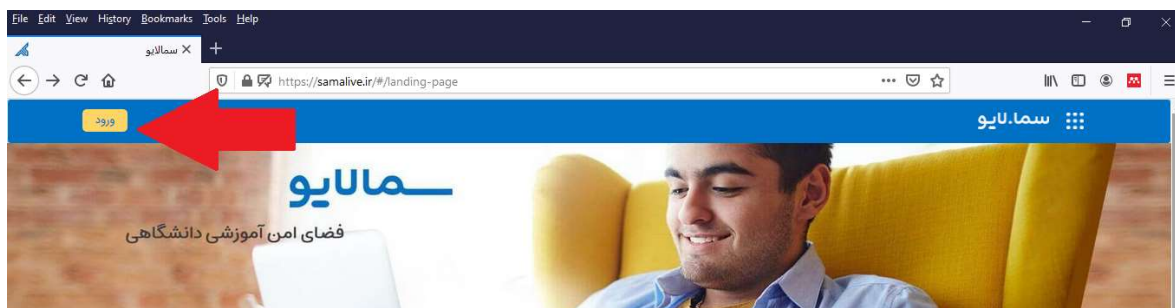 File Edit View History Bookmarks Tools Help
سمالایو
https://samalive.ir/#/landing-page
سما.لایو
ورود
سمالایو
فضای امن آموزشی دانشگاهی